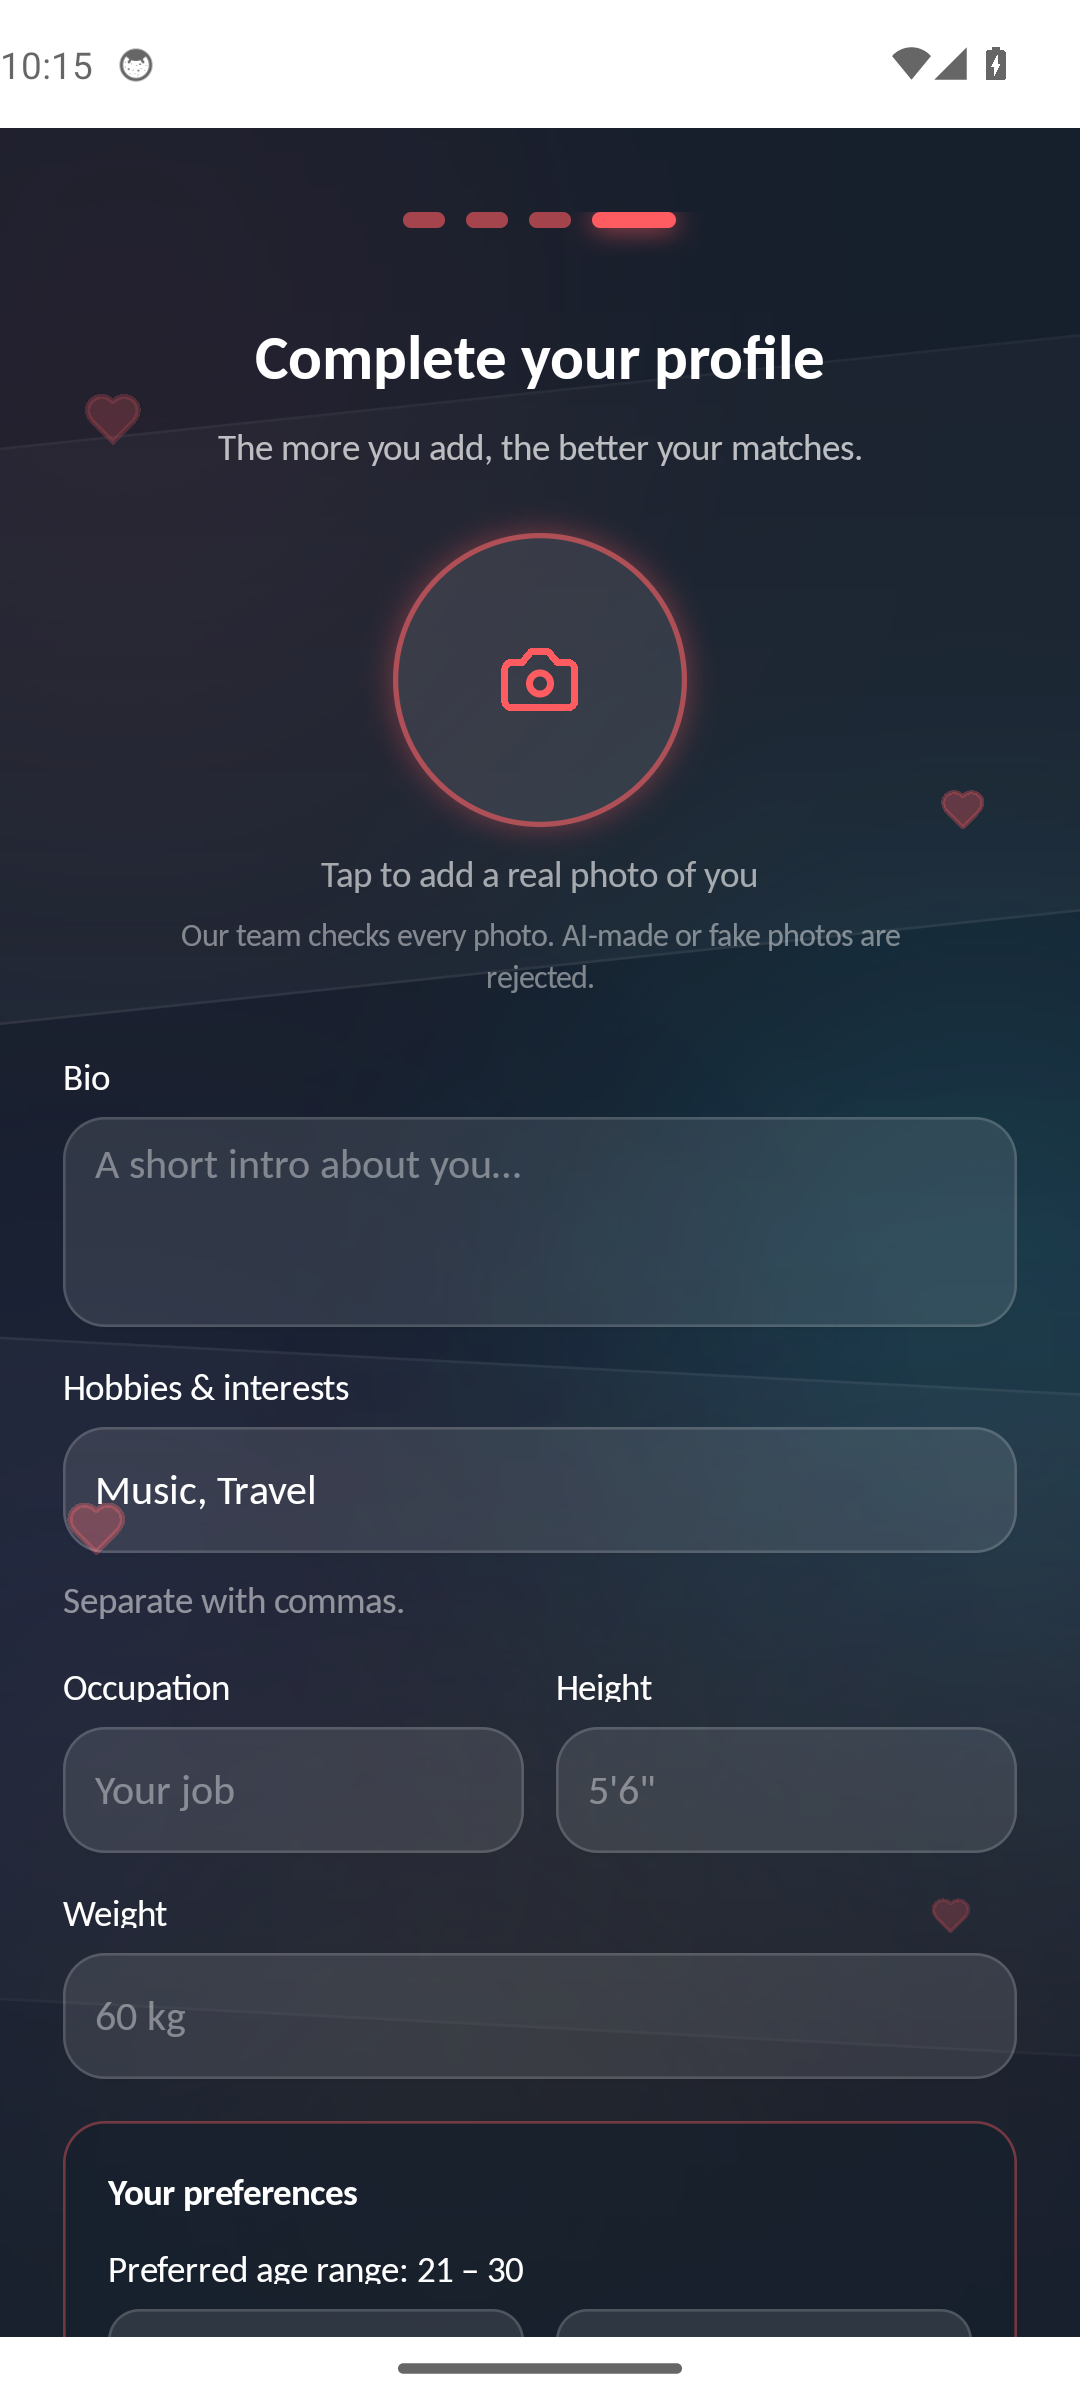 10:15
Complete your profile
The more you add, the better your matches.
Tap to add a real photo of you
Our team checks every photo. AI-made or fake photos are
rejected.
Bio
A short intro about you...
Hobbies & interests
Music, Travel
Separate with commas.
Occupation
Height
Your job
5'6"
Weight
60 kg
Your preferences
Preferred age range: 21 – 30